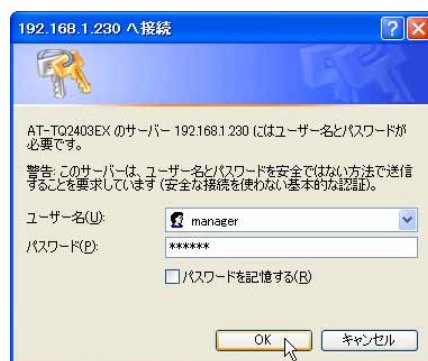 192.168.1.230 へ接続
AT-TQ2403EX のサーバー 192.168.1.230 にはユーザー名とパスワードが
必要です。
警告: このサーバーは、ユーザー名とパスワードを安全ではない方法で送信
することを要求しています (安全な接続を使わない基本的な認証)。
ユーザー名(U):
manager
パスワード(P):
******
パスワードを記憶する(R)
OK
キャンセル